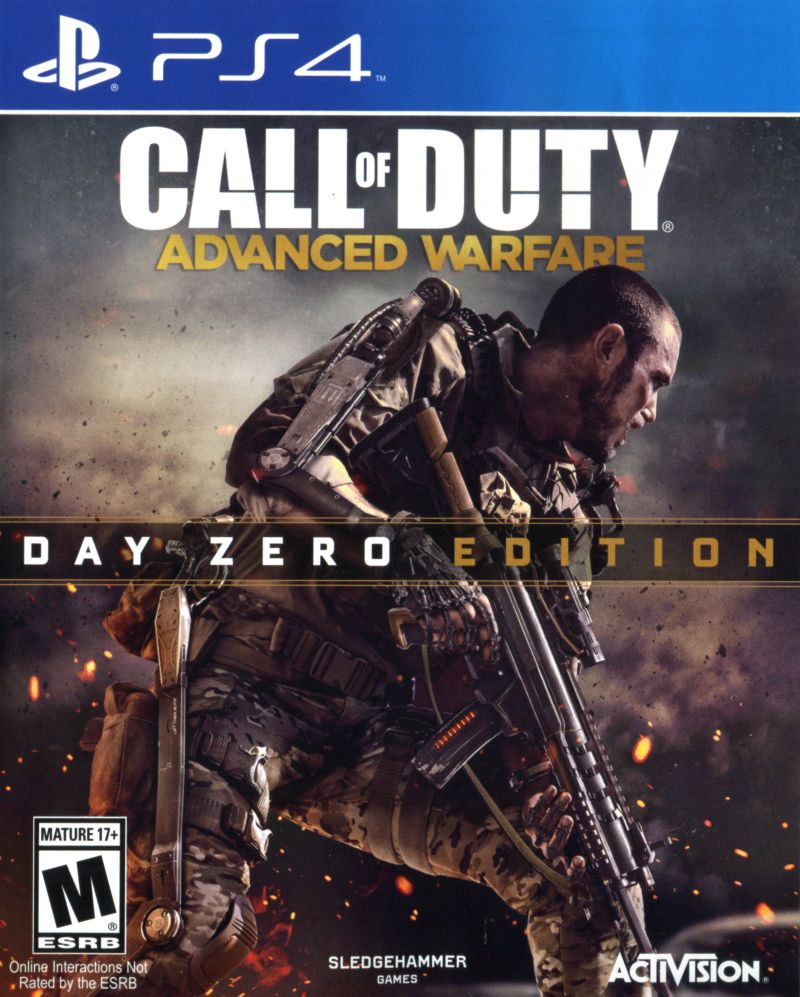 PS4™
CALL OF DUTY®
ADVANCED WARFARE
DAY ZERO EDITION
MATURE 17+
M®
ESRB
Online Interactions Not
Rated by the ESRB
SLEDGEHAMMER
GAMES
ACTIVISION®